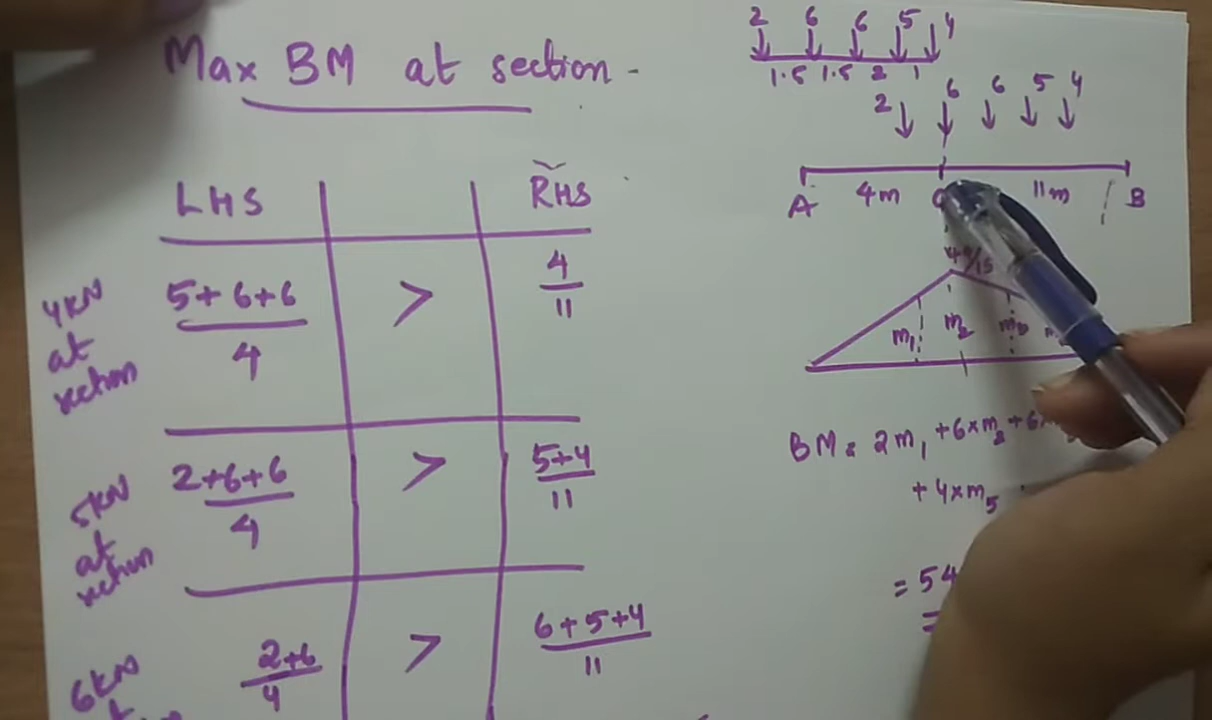 Max BM at section -
LHS
RHS
4KN at section
5+6+6
4
>
4
11
5KN at section
2+6+6
4
>
5+4
11
6KN
2+6
4
>
6+5+4
11
2 6 6 5 4
1.5 1.5 2 1
2 6 6 5 4
A 4m 11m B
m1 m2
BM = 2m1 +6×m2 +6×
+ 4×m5
= 54
=